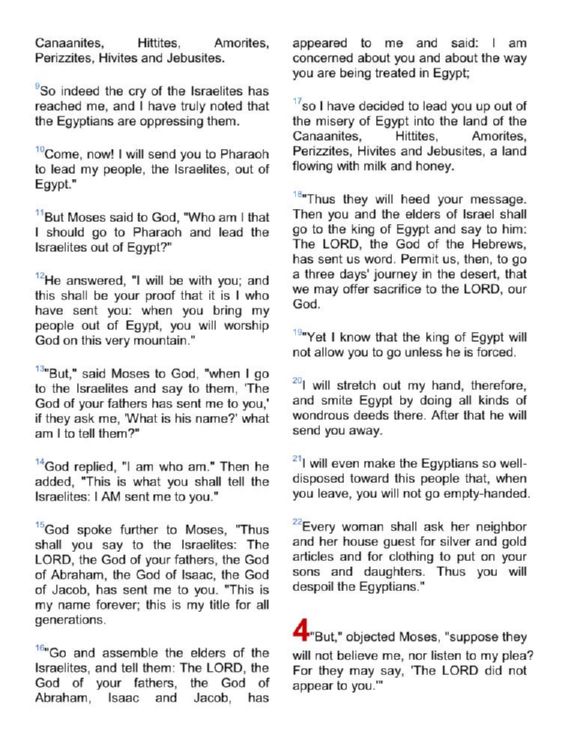 Canaanites, Hittites, Amorites,
Perizzites, Hivites and Jebusites.
9So indeed the cry of the Israelites has
reached me, and I have truly noted that
the Egyptians are oppressing them.
10Come, now! I will send you to Pharaoh
to lead my people, the Israelites, out of
Egypt."
11But Moses said to God, "Who am I that
I should go to Pharaoh and lead the
Israelites out of Egypt?"
12He answered, "I will be with you; and
this shall be your proof that it is I who
have sent you: when you bring my
people out of Egypt, you will worship
God on this very mountain."
13"But," said Moses to God, "when I go
to the Israelites and say to them, 'The
God of your fathers has sent me to you,'
if they ask me, 'What is his name?' what
am I to tell them?"
14God replied, "I am who am." Then he
added, "This is what you shall tell the
Israelites: I AM sent me to you."
15God spoke further to Moses, "Thus
shall you say to the Israelites: The
LORD, the God of your fathers, the God
of Abraham, the God of Isaac, the God
of Jacob, has sent me to you. "This is
my name forever; this is my title for all
generations.
16"Go and assemble the elders of the
Israelites, and tell them: The LORD, the
God of your fathers, the God of
Abraham, Isaac and Jacob, has
appeared to me and said: I am
concerned about you and about the way
you are being treated in Egypt;
17so I have decided to lead you up out of
the misery of Egypt into the land of the
Canaanites, Hittites, Amorites,
Perizzites, Hivites and Jebusites, a land
flowing with milk and honey.
18"Thus they will heed your message.
Then you and the elders of Israel shall
go to the king of Egypt and say to him:
The LORD, the God of the Hebrews,
has sent us word. Permit us, then, to go
a three days' journey in the desert, that
we may offer sacrifice to the LORD, our
God.
19"Yet I know that the king of Egypt will
not allow you to go unless he is forced.
20I will stretch out my hand, therefore,
and smite Egypt by doing all kinds of
wondrous deeds there. After that he will
send you away.
21I will even make the Egyptians so well-
disposed toward this people that, when
you leave, you will not go empty-handed.
22Every woman shall ask her neighbor
and her house guest for silver and gold
articles and for clothing to put on your
sons and daughters. Thus you will
despoil the Egyptians."
4"But," objected Moses, "suppose they
will not believe me, nor listen to my plea?
For they may say, 'The LORD did not
appear to you.'"